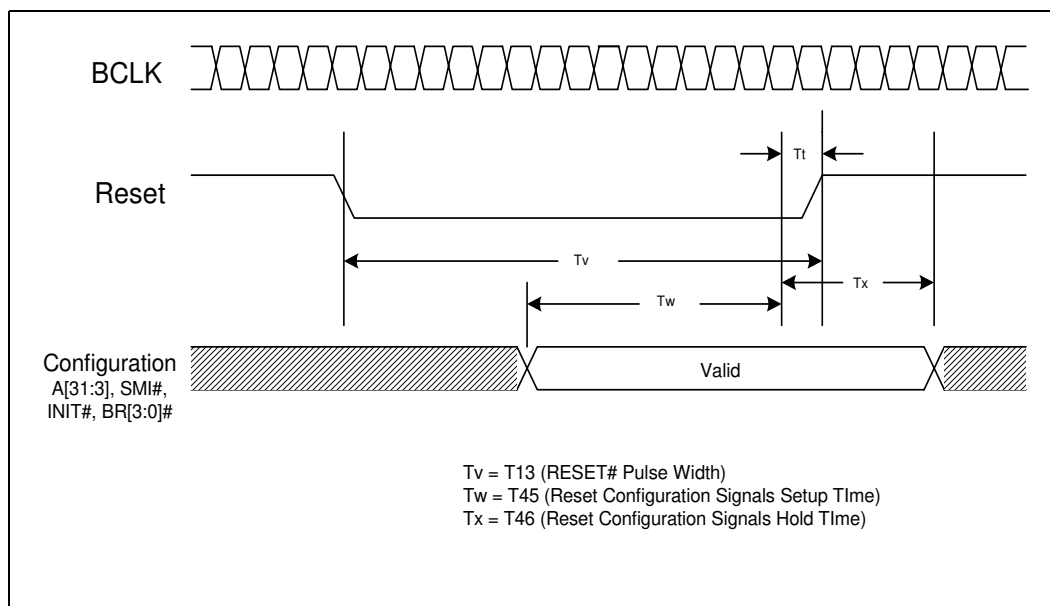 BCLK
Tt
Reset
Tv
Tx
Tw
Configuration
A[31:3], SMI#,
INIT#, BR[3:0]#
Valid
Tv = T13 (RESET# Pulse Width)
Tw = T45 (Reset Configuration Signals Setup TIme)
Tx = T46 (Reset Configuration Signals Hold TIme)